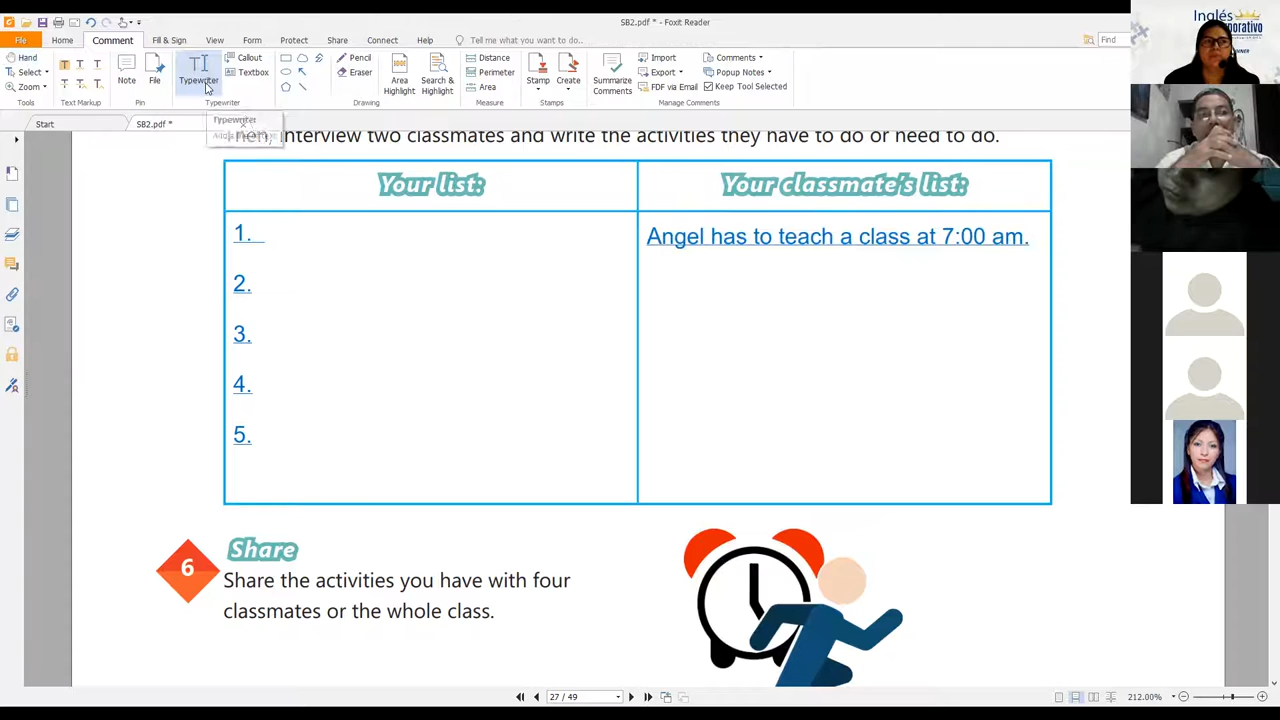 SB2.pdf * - Foxit Reader
File Home Comment Fill & Sign View Form Protect Share Connect Help Tell me what you want to do.. Find
Hand Select Zoom Tools
Text Markup
Note File Pin
Typewriter Callout Textbox Typewriter
Pencil Eraser Drawing
Area Highlight Search & Highlight
Distance Perimeter Area Measure
Stamp Create Stamps
Summarize Comments Import Export FDF via Email Comments Popup Notes Keep Tool Selected Manage Comments
Start SB2.pdf *
Typewriter
Then, interview two classmates and write the activities they have to do or need to do.
Your list: Your classmate's list:
1. Angel has to teach a class at 7:00 am.
2.
3.
4.
5.
6 Share
Share the activities you have with four
classmates or the whole class.
27 / 49 212.00%
Inglés